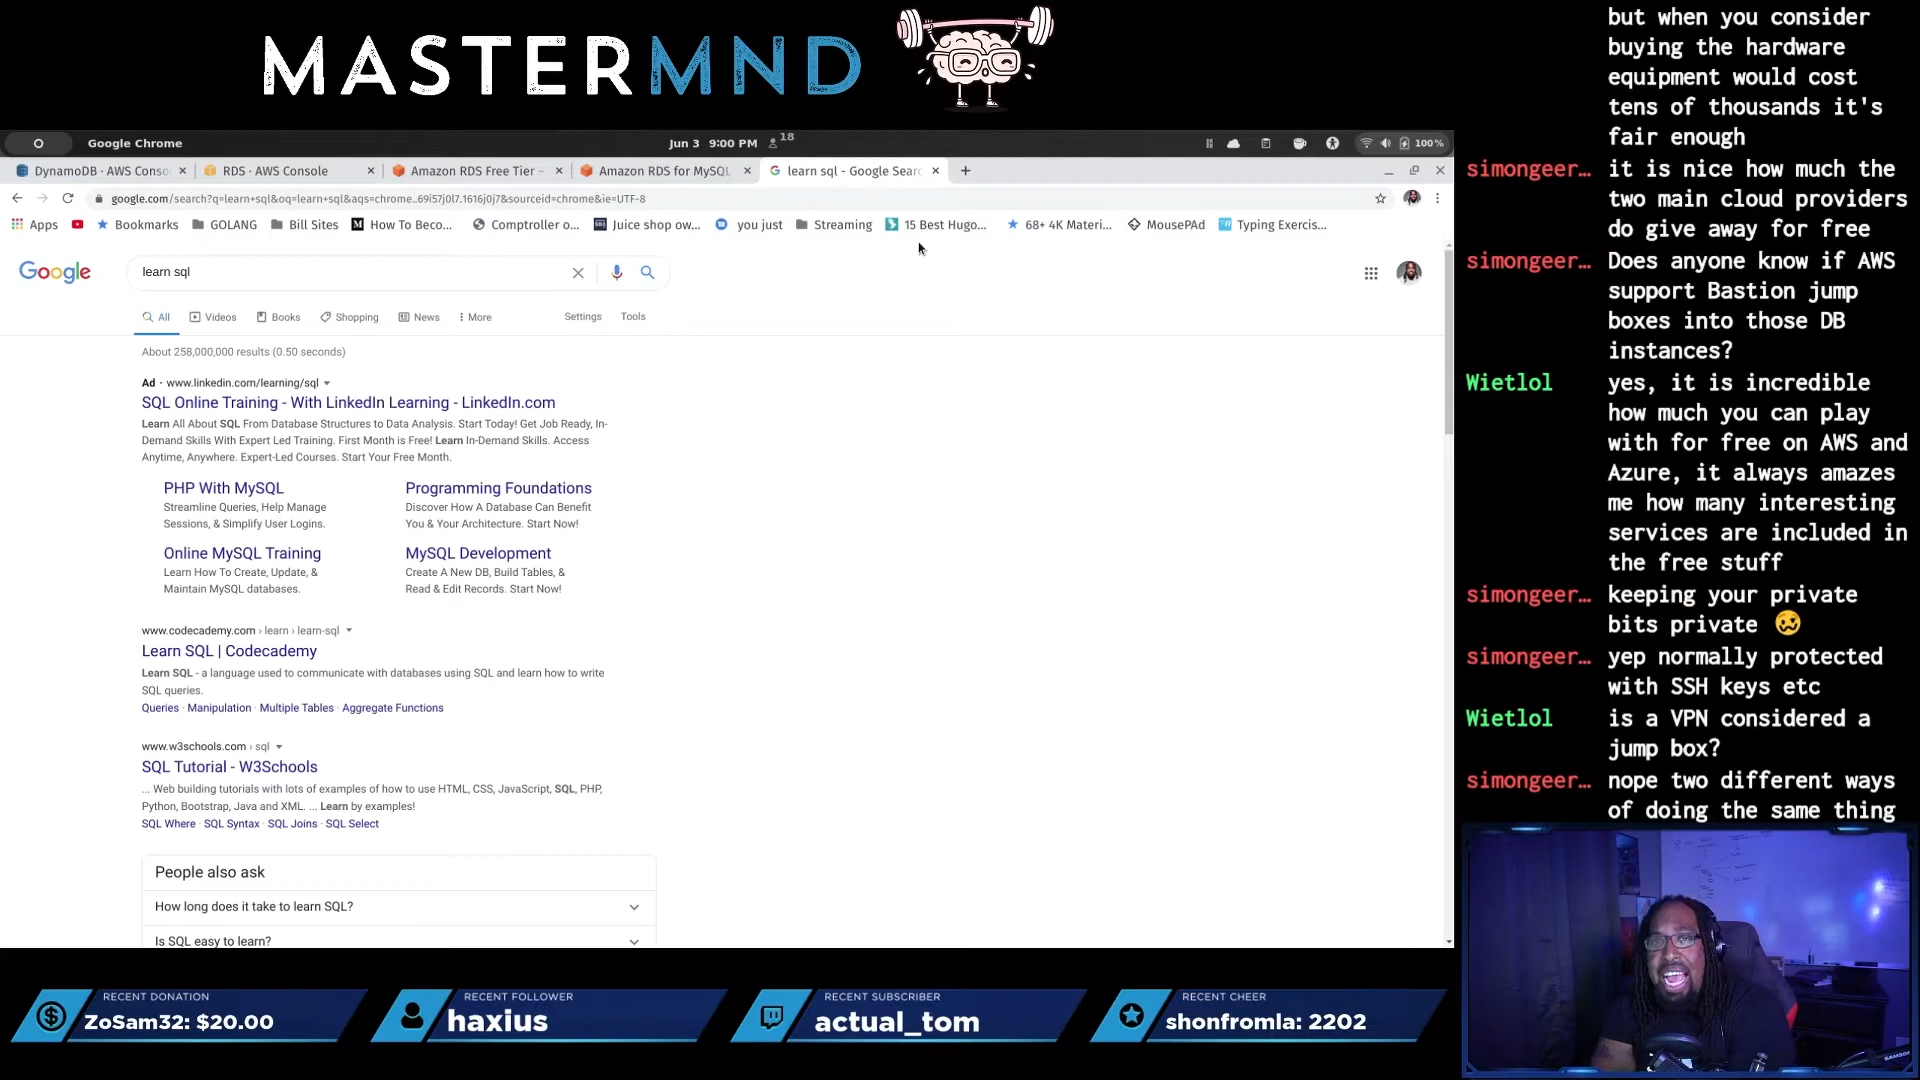 MASTERMND
Google Chrome
Jun 3 9:00 PM
18
100%
DynamoDB - AWS Conso
RDS · AWS Console
Amazon RDS Free Tier –
Amazon RDS for MySQL
learn sql - Google Searc
google.com/search?q=learn+sql&oq=learn+sql&aqs=chrome..69i57j0l7.1616j0j7&sourceid=chrome&ie=UTF-8
Apps
Bookmarks
GOLANG
Bill Sites
How To Beco...
Comptroller o...
Juice shop ow...
you just
Streaming
15 Best Hugo...
68+ 4K Materi...
MousePAd
Typing Exercis...
Google
learn sql
All
Videos
Books
Shopping
News
More
Settings
Tools
About 258,000,000 results (0.50 seconds)
Ad · www.linkedin.com/learning/sql
SQL Online Training - With LinkedIn Learning - LinkedIn.com
Learn All About SQL From Database Structures to Data Analysis. Start Today! Get Job Ready, In-
Demand Skills With Expert Led Training. First Month is Free! Learn In-Demand Skills. Access
Anytime, Anywhere. Expert-Led Courses. Start Your Free Month.
PHP With MySQL
Streamline Queries, Help Manage
Sessions, & Simplify User Logins.
Programming Foundations
Discover How A Database Can Benefit
You & Your Architecture. Start Now!
Online MySQL Training
Learn How To Create, Update, &
Maintain MySQL databases.
MySQL Development
Create A New DB, Build Tables, &
Read & Edit Records. Start Now!
www.codecademy.com › learn › learn-sql
Learn SQL | Codecademy
Learn SQL - a language used to communicate with databases using SQL and learn how to write
SQL queries.
Queries · Manipulation · Multiple Tables · Aggregate Functions
www.w3schools.com › sql
SQL Tutorial - W3Schools
... Web building tutorials with lots of examples of how to use HTML, CSS, JavaScript, SQL, PHP,
Python, Bootstrap, Java and XML. ... Learn by examples!
SQL Where · SQL Syntax · SQL Joins · SQL Select
People also ask
How long does it take to learn SQL?
Is SQL easy to learn?
but when you consider
buying the hardware
equipment would cost
tens of thousands it's
fair enough
simongeer… it is nice how much the
two main cloud providers
do give away for free
simongeer… Does anyone know if AWS
support Bastion jump
boxes into those DB
instances?
Wietlol yes, it is incredible
how much you can play
with for free on AWS and
Azure, it always amazes
me how many interesting
services are included in
the free stuff
simongeer… keeping your private
bits private 🥴
simongeer… yep normally protected
with SSH keys etc
Wietlol is a VPN considered a
jump box?
simongeer… nope two different ways
of doing the same thing
RECENT DONATION
ZoSam32: $20.00
RECENT FOLLOWER
haxius
RECENT SUBSCRIBER
actual_tom
RECENT CHEER
shonfromla: 2202
SAMSON